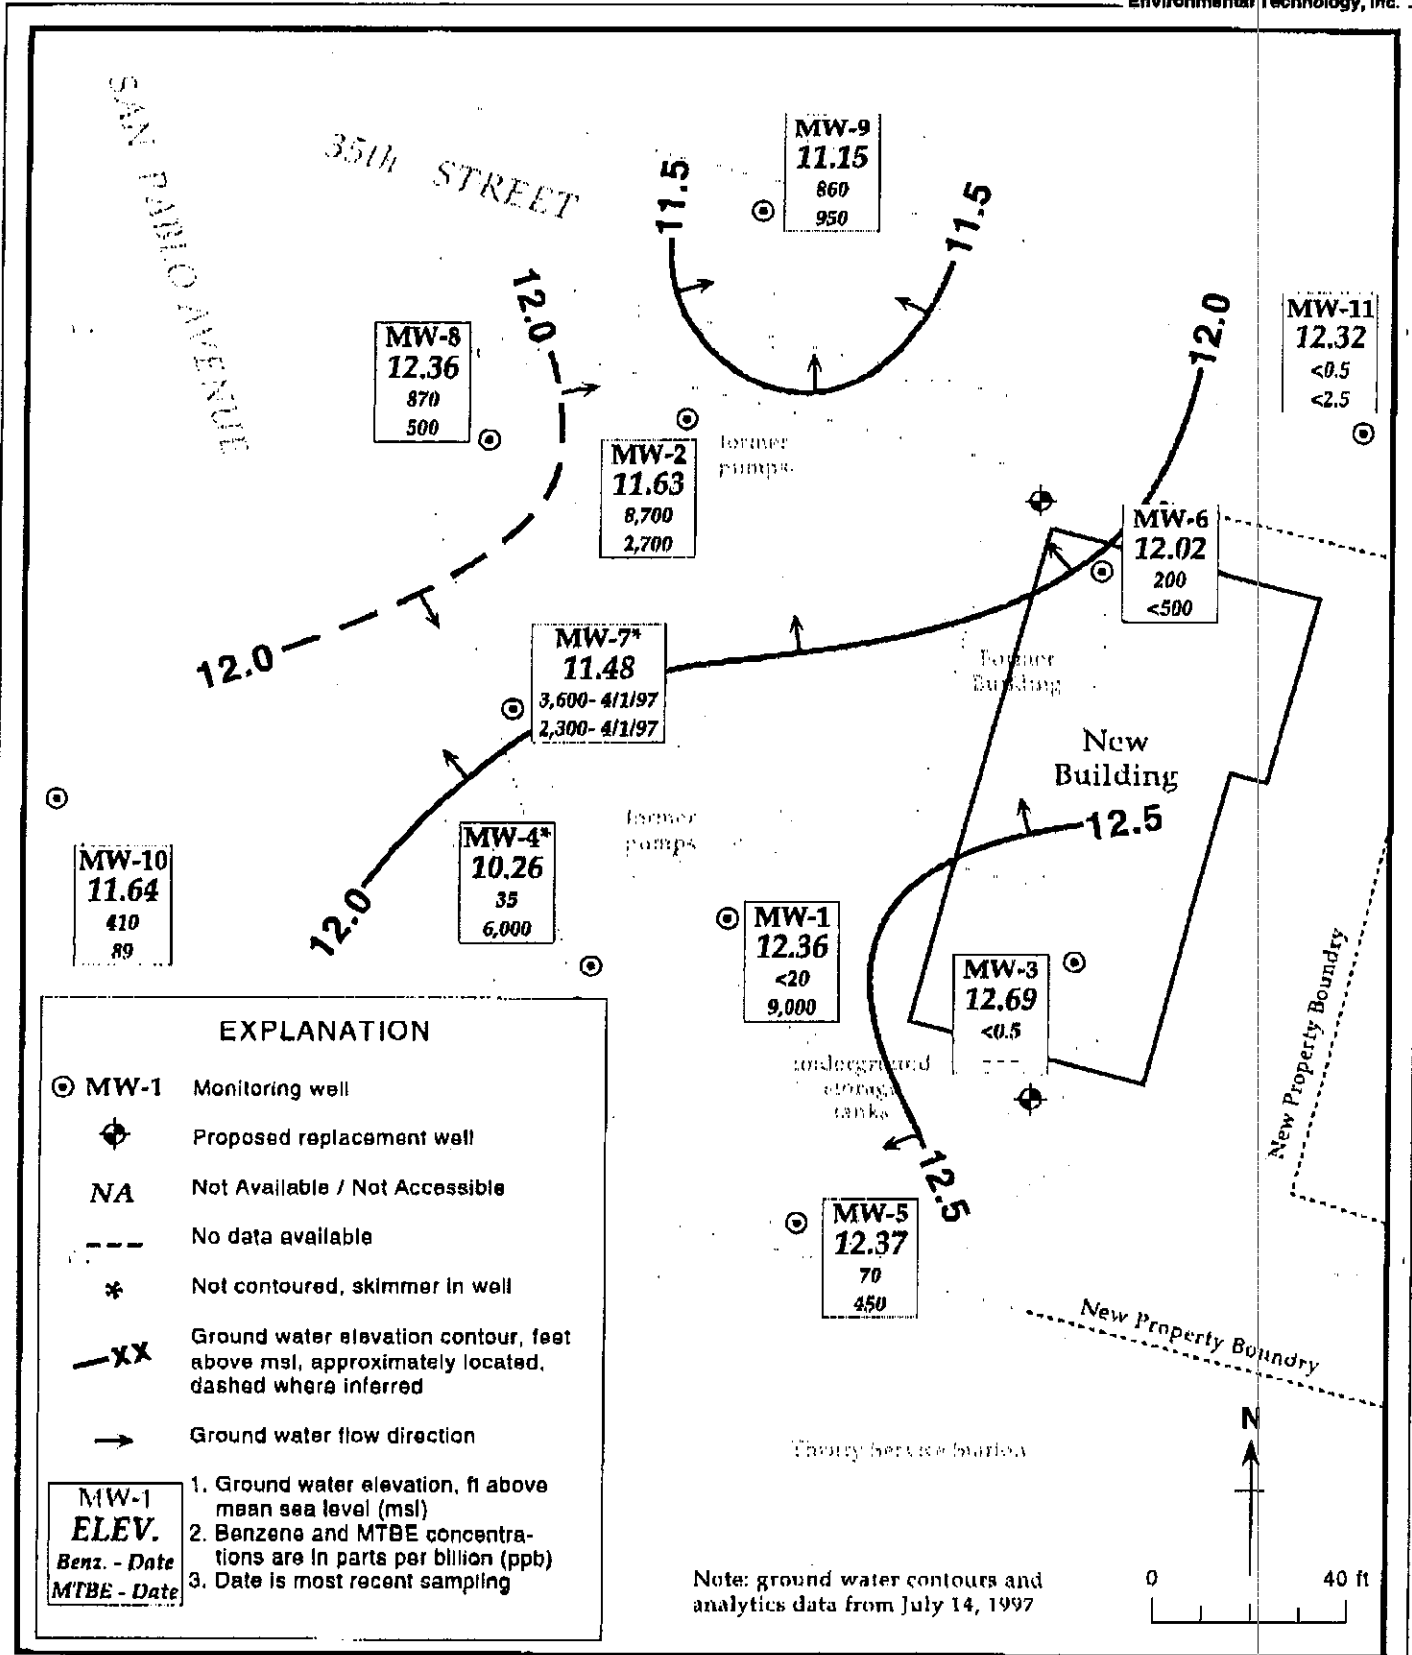 Environmental Technology, Inc.
SAN PABLO AVENUE
35th STREET
MW-9
11.15
860
950
11.5
11.5
12.0
12.0
MW-11
12.32
<0.5
<2.5
MW-8
12.36
870
500
MW-2
11.63
8,700
2,700
former
pumps
MW-6
12.02
200
<500
12.0
MW-7*
11.48
3,600- 4/1/97
2,300- 4/1/97
Former
Building
New
Building
12.5
former
pumps
MW-10
11.64
410
89
12.0
MW-4*
10.26
35
6,000
MW-1
12.36
<20
9,000
MW-3
12.69
<0.5
---
New Property Boundry
underground
storage
tanks
12.5
MW-5
12.37
70
450
New Property Boundry
Thrifty Service Station
EXPLANATION
MW-1 Monitoring well
Proposed replacement well
NA Not Available / Not Accessible
--- No data available
* Not contoured, skimmer in well
XX Ground water elevation contour, feet
above msl, approximately located,
dashed where inferred
Ground water flow direction
MW-1
ELEV.
Benz. - Date
MTBE - Date
1. Ground water elevation, ft above
mean sea level (msl)
2. Benzene and MTBE concentra-
tions are in parts per billion (ppb)
3. Date is most recent sampling
Note: ground water contours and
analytics data from July 14, 1997
N
0 40 ft